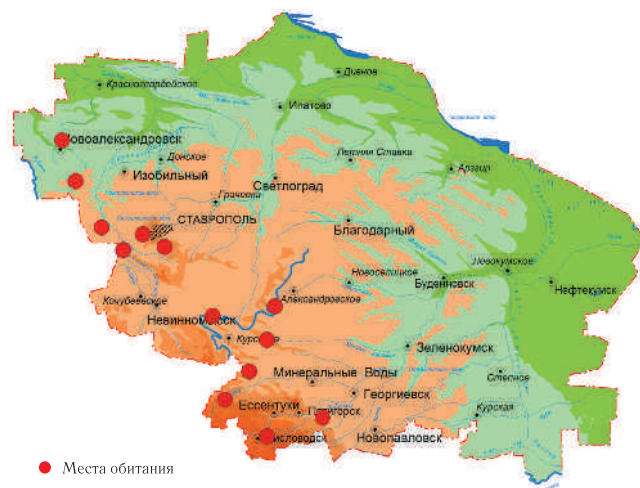 Дивное
Красногвардейское
Ипатово
Новоалександровск
Донское
Летняя Ставка
Изобильный
Светлоград
Арзгир
Грачевка
СТАВРОПОЛЬ
Благодарный
Левокумское
Новоселицкое
Буденновск
Нефтекумск
Кочубеевское
Александровское
Невинномысск
Зеленокумск
Минеральные Воды
Степное
Георгиевск
Ессентуки
Пятигорск
Курская
Кисловодск
Новопавловск
Места обитания